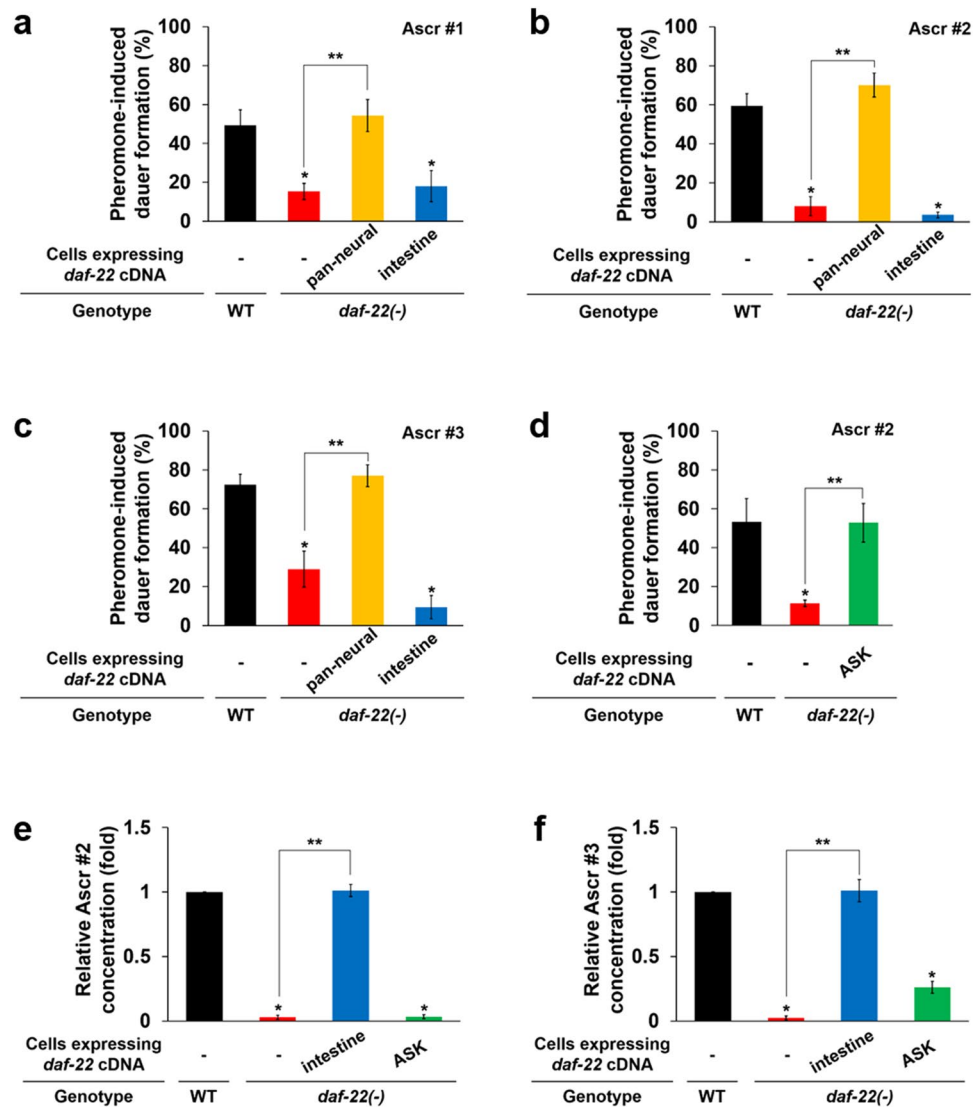 a
Ascr #1
Pheromone-induced
dauer formation (%)
100
80
60
40
20
0
**
*
*
Cells expressing
daf-22 cDNA
-
-
pan-neural
intestine
Genotype
WT
daf-22(-)
b
Ascr #2
Pheromone-induced
dauer formation (%)
100
80
60
40
20
0
**
*
*
Cells expressing
daf-22 cDNA
-
-
pan-neural
intestine
Genotype
WT
daf-22(-)
c
Ascr #3
Pheromone-induced
dauer formation (%)
100
80
60
40
20
0
**
*
*
Cells expressing
daf-22 cDNA
-
-
pan-neural
intestine
Genotype
WT
daf-22(-)
d
Ascr #2
Pheromone-induced
dauer formation (%)
100
80
60
40
20
0
**
*
Cells expressing
daf-22 cDNA
-
-
ASK
Genotype
WT
daf-22(-)
e
Relative Ascr #2
concentration (fold)
1.5
1
0.5
0
**
*
*
Cells expressing
daf-22 cDNA
-
-
intestine
ASK
Genotype
WT
daf-22(-)
f
Relative Ascr #3
concentration (fold)
1.5
1
0.5
0
**
*
*
Cells expressing
daf-22 cDNA
-
-
intestine
ASK
Genotype
WT
daf-22(-)